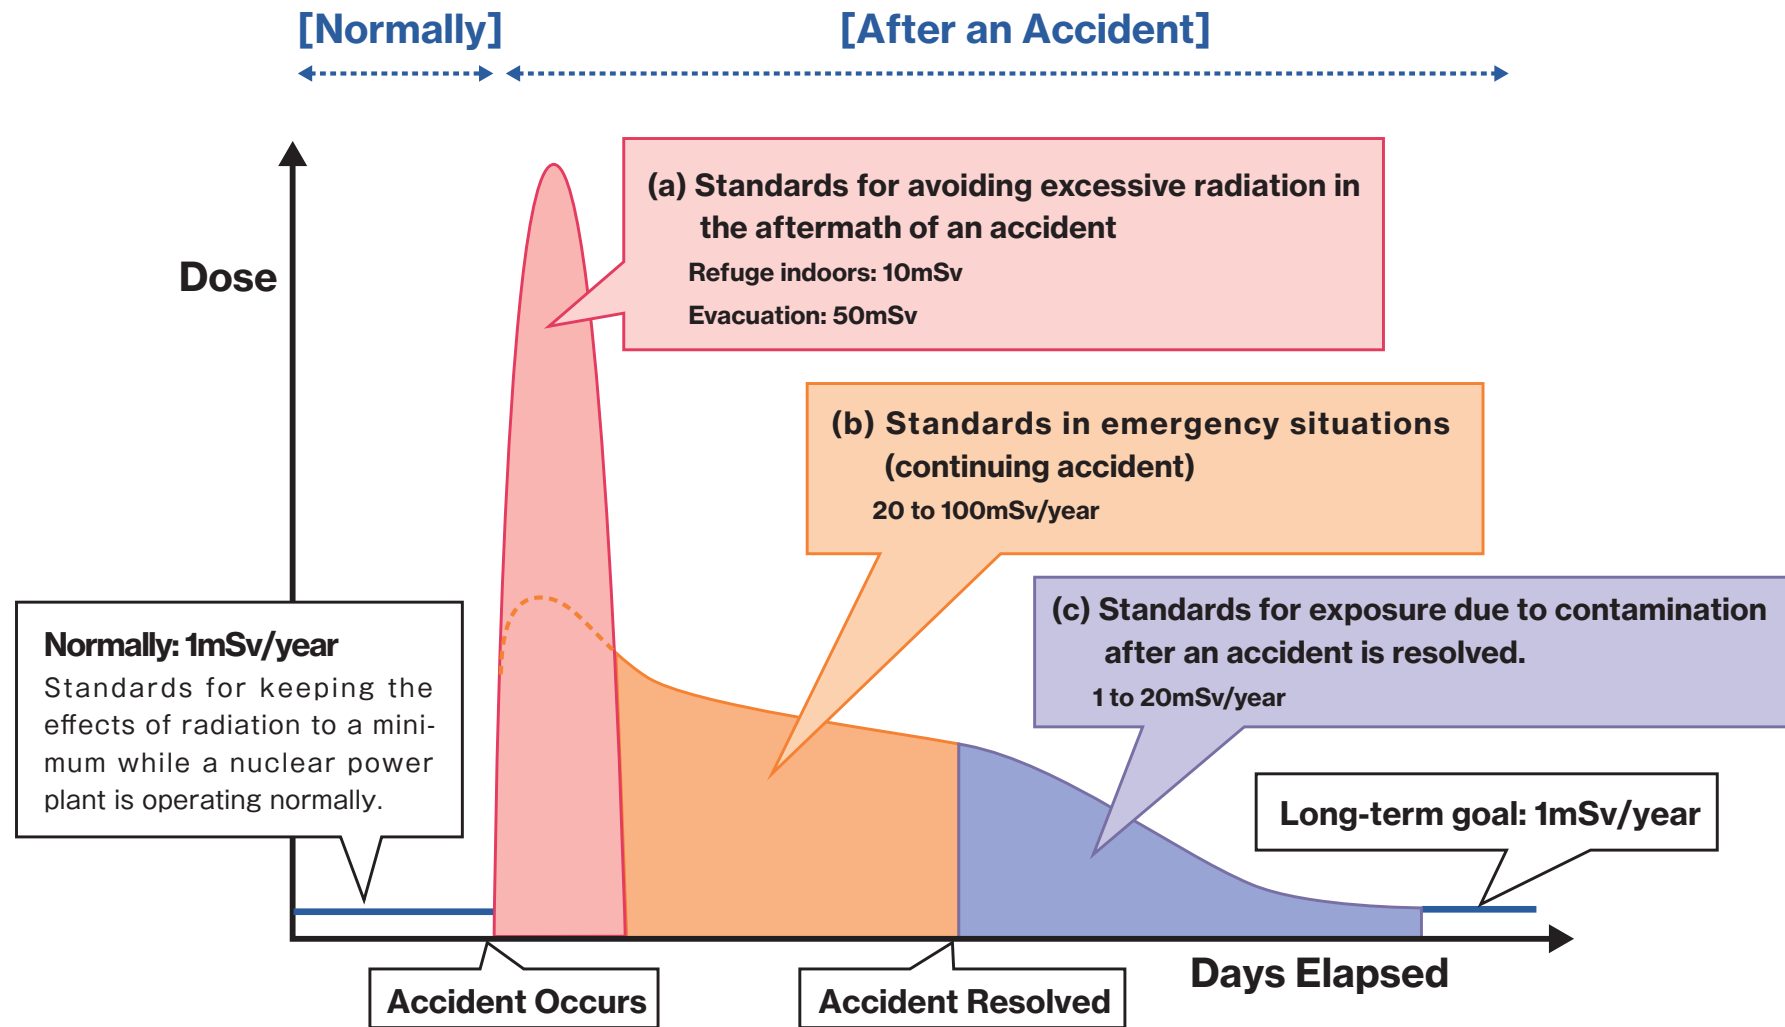 [Normally]
[After an Accident]
Dose
(a) Standards for avoiding excessive radiation in
the aftermath of an accident
Refuge indoors: 10mSv
Evacuation: 50mSv
(b) Standards in emergency situations
(continuing accident)
20 to 100mSv/year
(c) Standards for exposure due to contamination
after an accident is resolved.
1 to 20mSv/year
Normally: 1mSv/year
Standards for keeping the
effects of radiation to a mini-
mum while a nuclear power
plant is operating normally.
Long-term goal: 1mSv/year
Days Elapsed
Accident Occurs
Accident Resolved